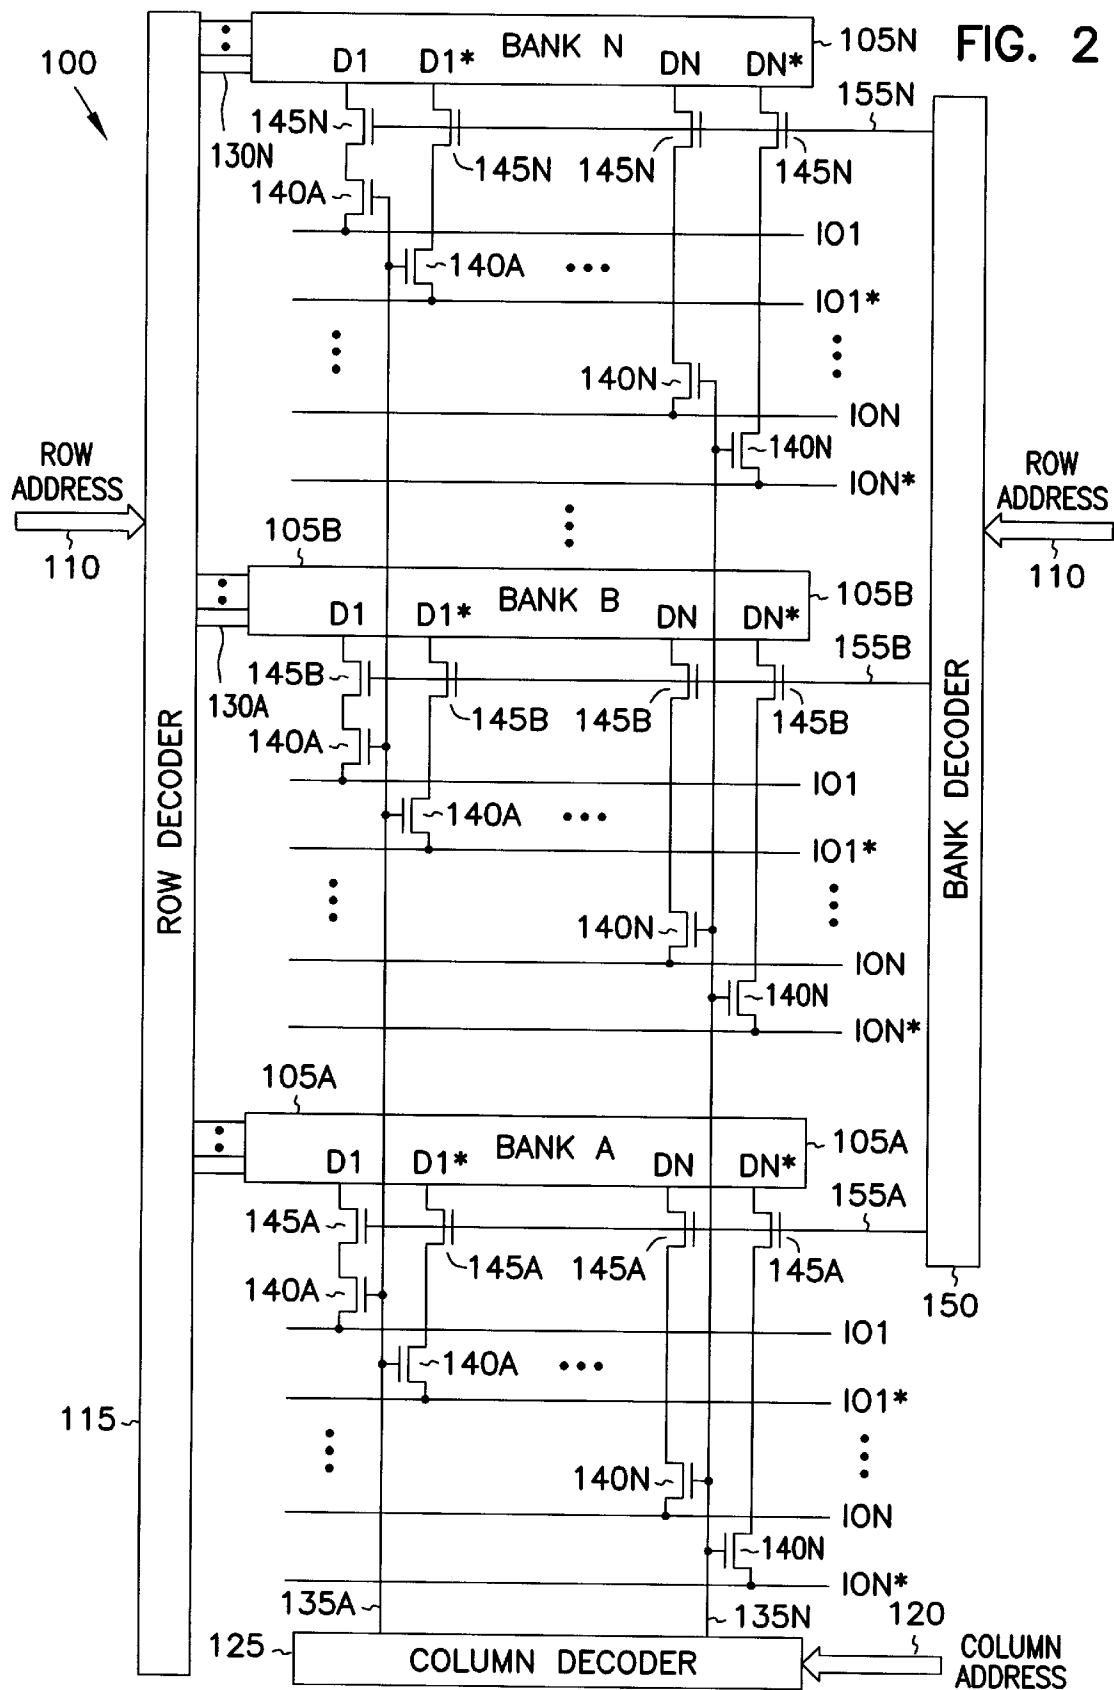 FIG. 2
100
BANK N
105N
D1 D1* DN DN*
130N
155N
145N 145N 145N 145N
140A
IO1
140A •••
IO1*
140N
ION
140N
ION*
ROW ADDRESS
110
ROW ADDRESS
110
105B
BANK B
105B
D1 D1* DN DN*
130A
155B
145B 145B 145B 145B
140A
IO1
140A •••
IO1*
140N
ION
140N
ION*
ROW DECODER
BANK DECODER
105A
BANK A
105A
D1 D1* DN DN*
155A
145A 145A 145A 145A
150
140A
IO1
140A •••
IO1*
115
140N
ION
140N
ION*
135A
135N
120
125
COLUMN DECODER
COLUMN ADDRESS